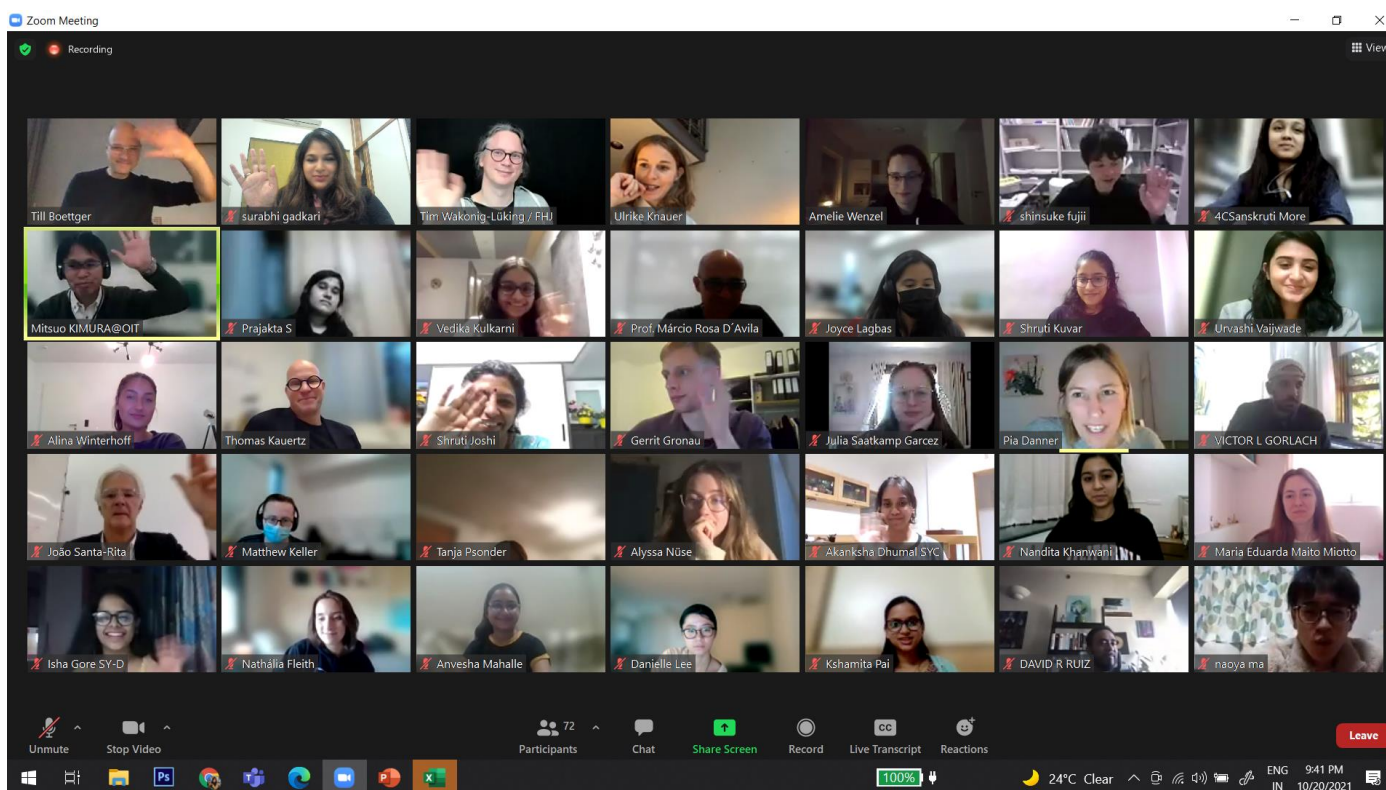 Zoom Meeting
Recording
View
Till Boettger
surabhi gadkari
Tim Wakonig-Lüking / FHJ
Ulrike Knauer
Amelie Wenzel
shinsuke fujii
4CSanskruti More
Mitsuo KIMURA@OIT
Prajakta S
Vedika Kulkarni
Prof. Márcio Rosa D´Avila
Joyce Lagbas
Shruti Kuvar
Urvashi Vaijwade
Alina Winterhoff
Thomas Kauertz
Shruti Joshi
Gerrit Gronau
Julia Saatkamp Garcez
Pia Danner
VICTOR L GORLACH
João Santa-Rita
Matthew Keller
Tanja Psonder
Alyssa Nüse
Akanksha Dhumal SYC
Nandita Khanwani
Maria Eduarda Maito Miotto
Isha Gore SY-D
Nathália Fleith
Anvesha Mahalle
Danielle Lee
Kshamita Pai
DAVID R RUIZ
naoya ma
Unmute
Stop Video
72
Participants
Chat
Share Screen
Record
CC
Live Transcript
Reactions
Leave
Ps
100%
24°C Clear
ENG
IN
9:41 PM
10/20/2021